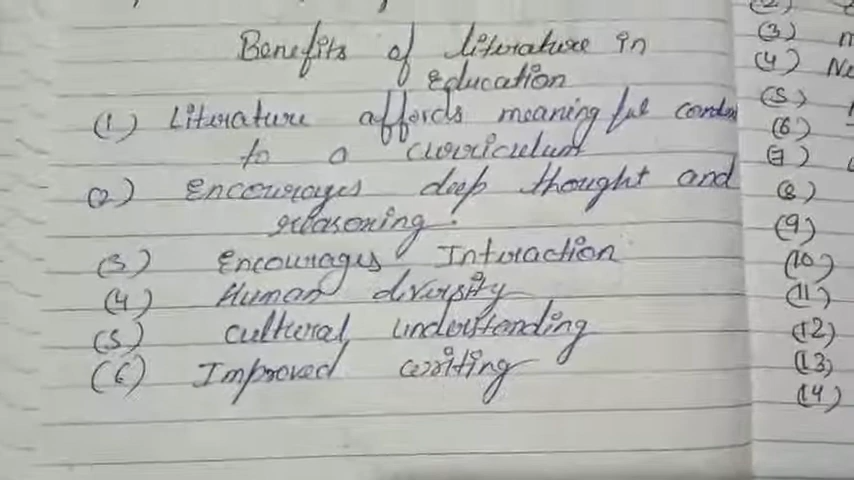 Benefits of literature in
Education
(1) Literature affords meaningful
to a curriculum
(2) Encourages deep thought and
reasoning.
(3) Encourages Interaction
(4) Human diversity
(5) cultural understanding
(6) Improved writing
(2)
(3)
(4) Ne
(5)
(6)
(7)
(8)
(9)
(10)
(11)
(12)
(13)
(14)